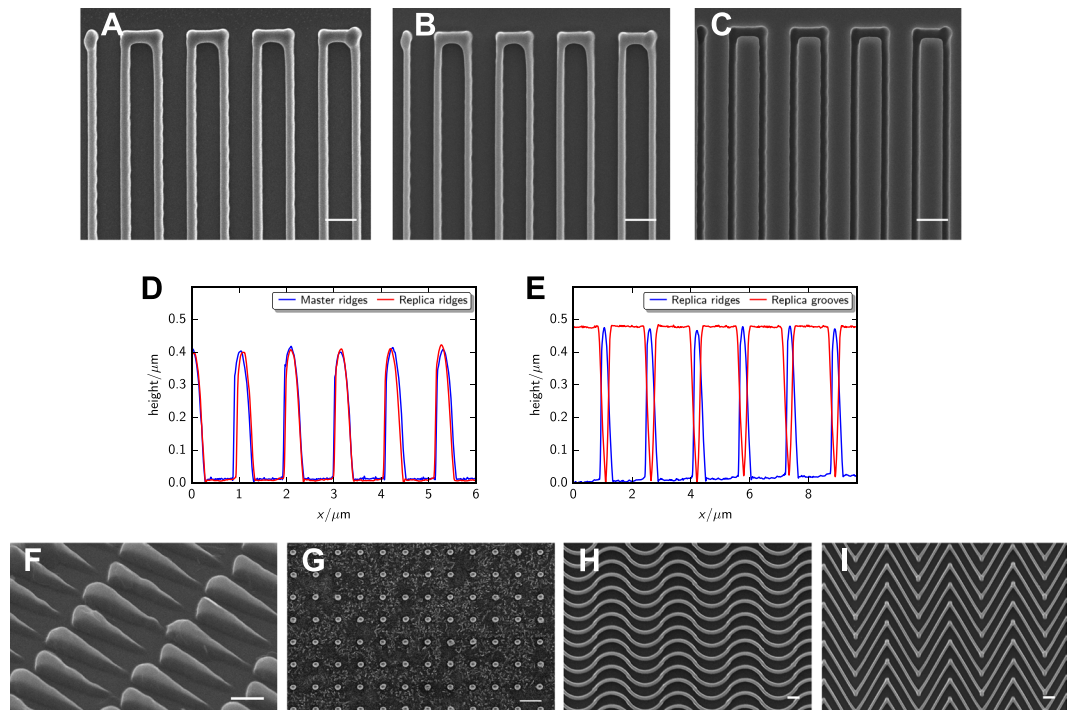 A
B
C
D
Master ridges
Replica ridges
height/μm
0.5
0.4
0.3
0.2
0.1
0.0
0
1
2
3
4
5
6
x/μm
E
Replica ridges
Replica grooves
height/μm
0.5
0.4
0.3
0.2
0.1
0.0
0
2
4
6
8
x/μm
F
G
H
I